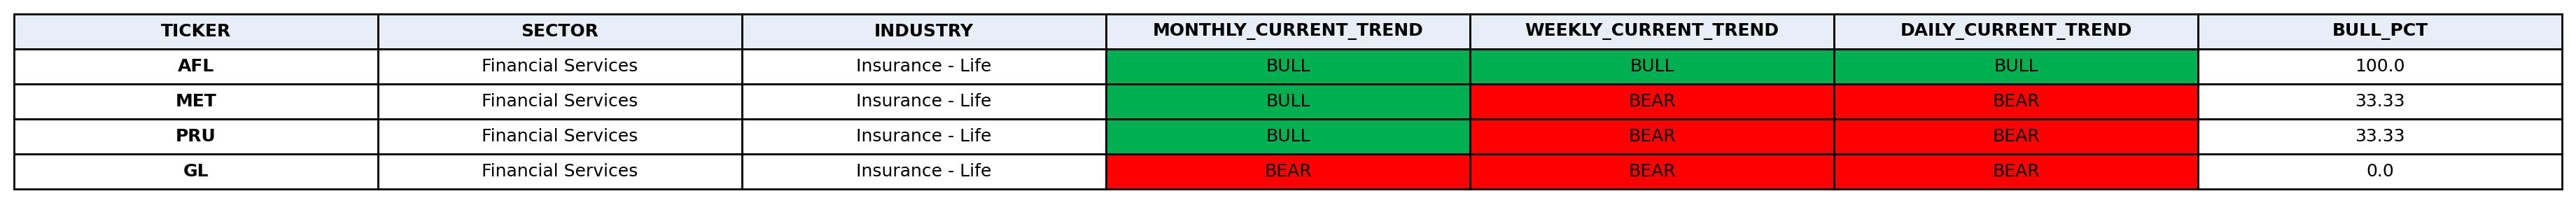 TICKER SECTOR INDUSTRY MONTHLY_CURRENT_TREND WEEKLY_CURRENT_TREND DAILY_CURRENT_TREND BULL_PCT
AFL Financial Services Insurance - Life BULL BULL BULL 100.0
MET Financial Services Insurance - Life BULL BEAR BEAR 33.33
PRU Financial Services Insurance - Life BULL BEAR BEAR 33.33
GL Financial Services Insurance - Life BEAR BEAR BEAR 0.0